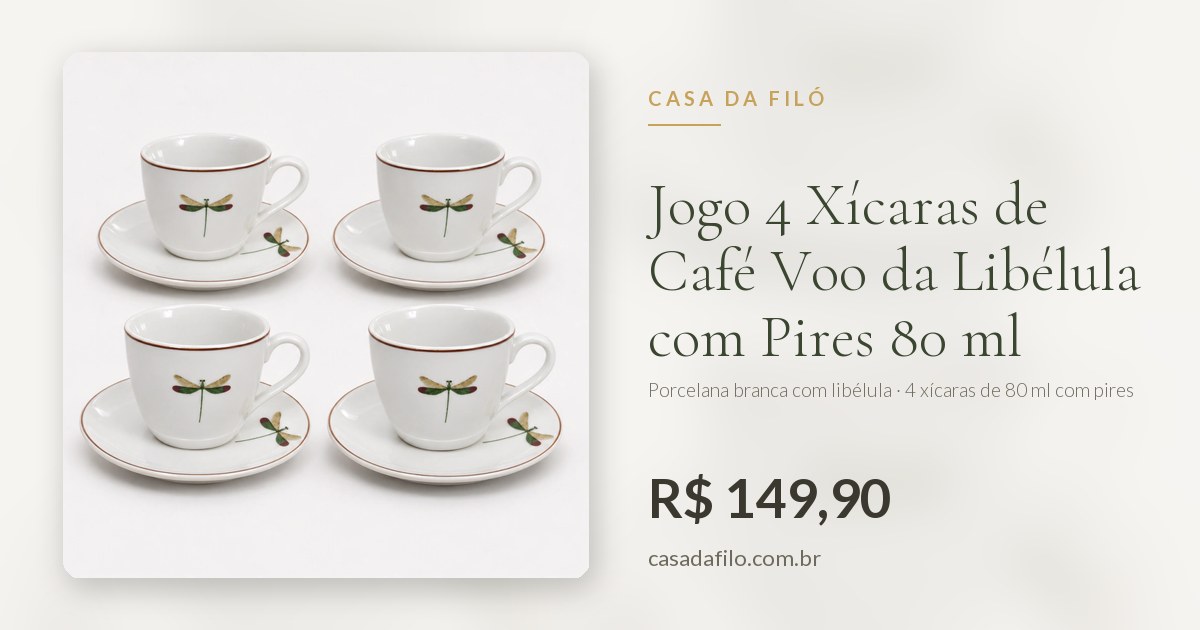 CASA DA FILÓ
Jogo 4 Xícaras de
Café Voo da Libélula
com Pires 80 ml
Porcelana branca com libélula · 4 xícaras de 80 ml com pires
R$ 149,90
casadafilo.com.br